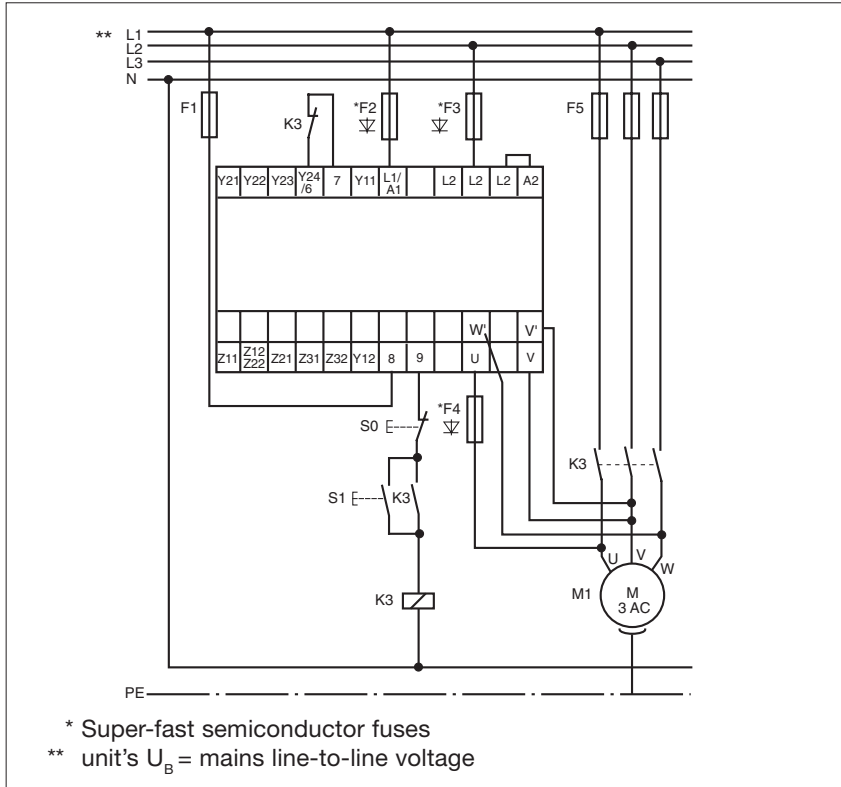 ** L1
L2
L3
N
F1 K3 *F2 *F3 F5
Y21 Y22 Y23 Y24 /6 7 Y11 L1/ A1 L2 L2 L2 A2
W' V'
Z11 Z12 Z22 Z21 Z31 Z32 Y12 8 9 U V
*F4
S0
K3
S1 K3
U V W
K3 M1 M
3 AC
PE
* Super-fast semiconductor fuses
** unit's U_B = mains line-to-line voltage